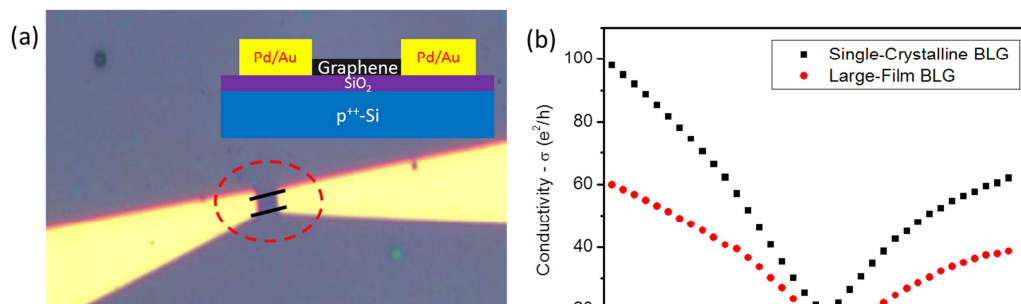 (a)
Pd/Au
Pd/Au
Graphene
SiO₂
p⁺⁺-Si
(b)
Conductivity - σ (e²/h)
100
80
60
40
Single-Crystalline BLG
Large-Film BLG